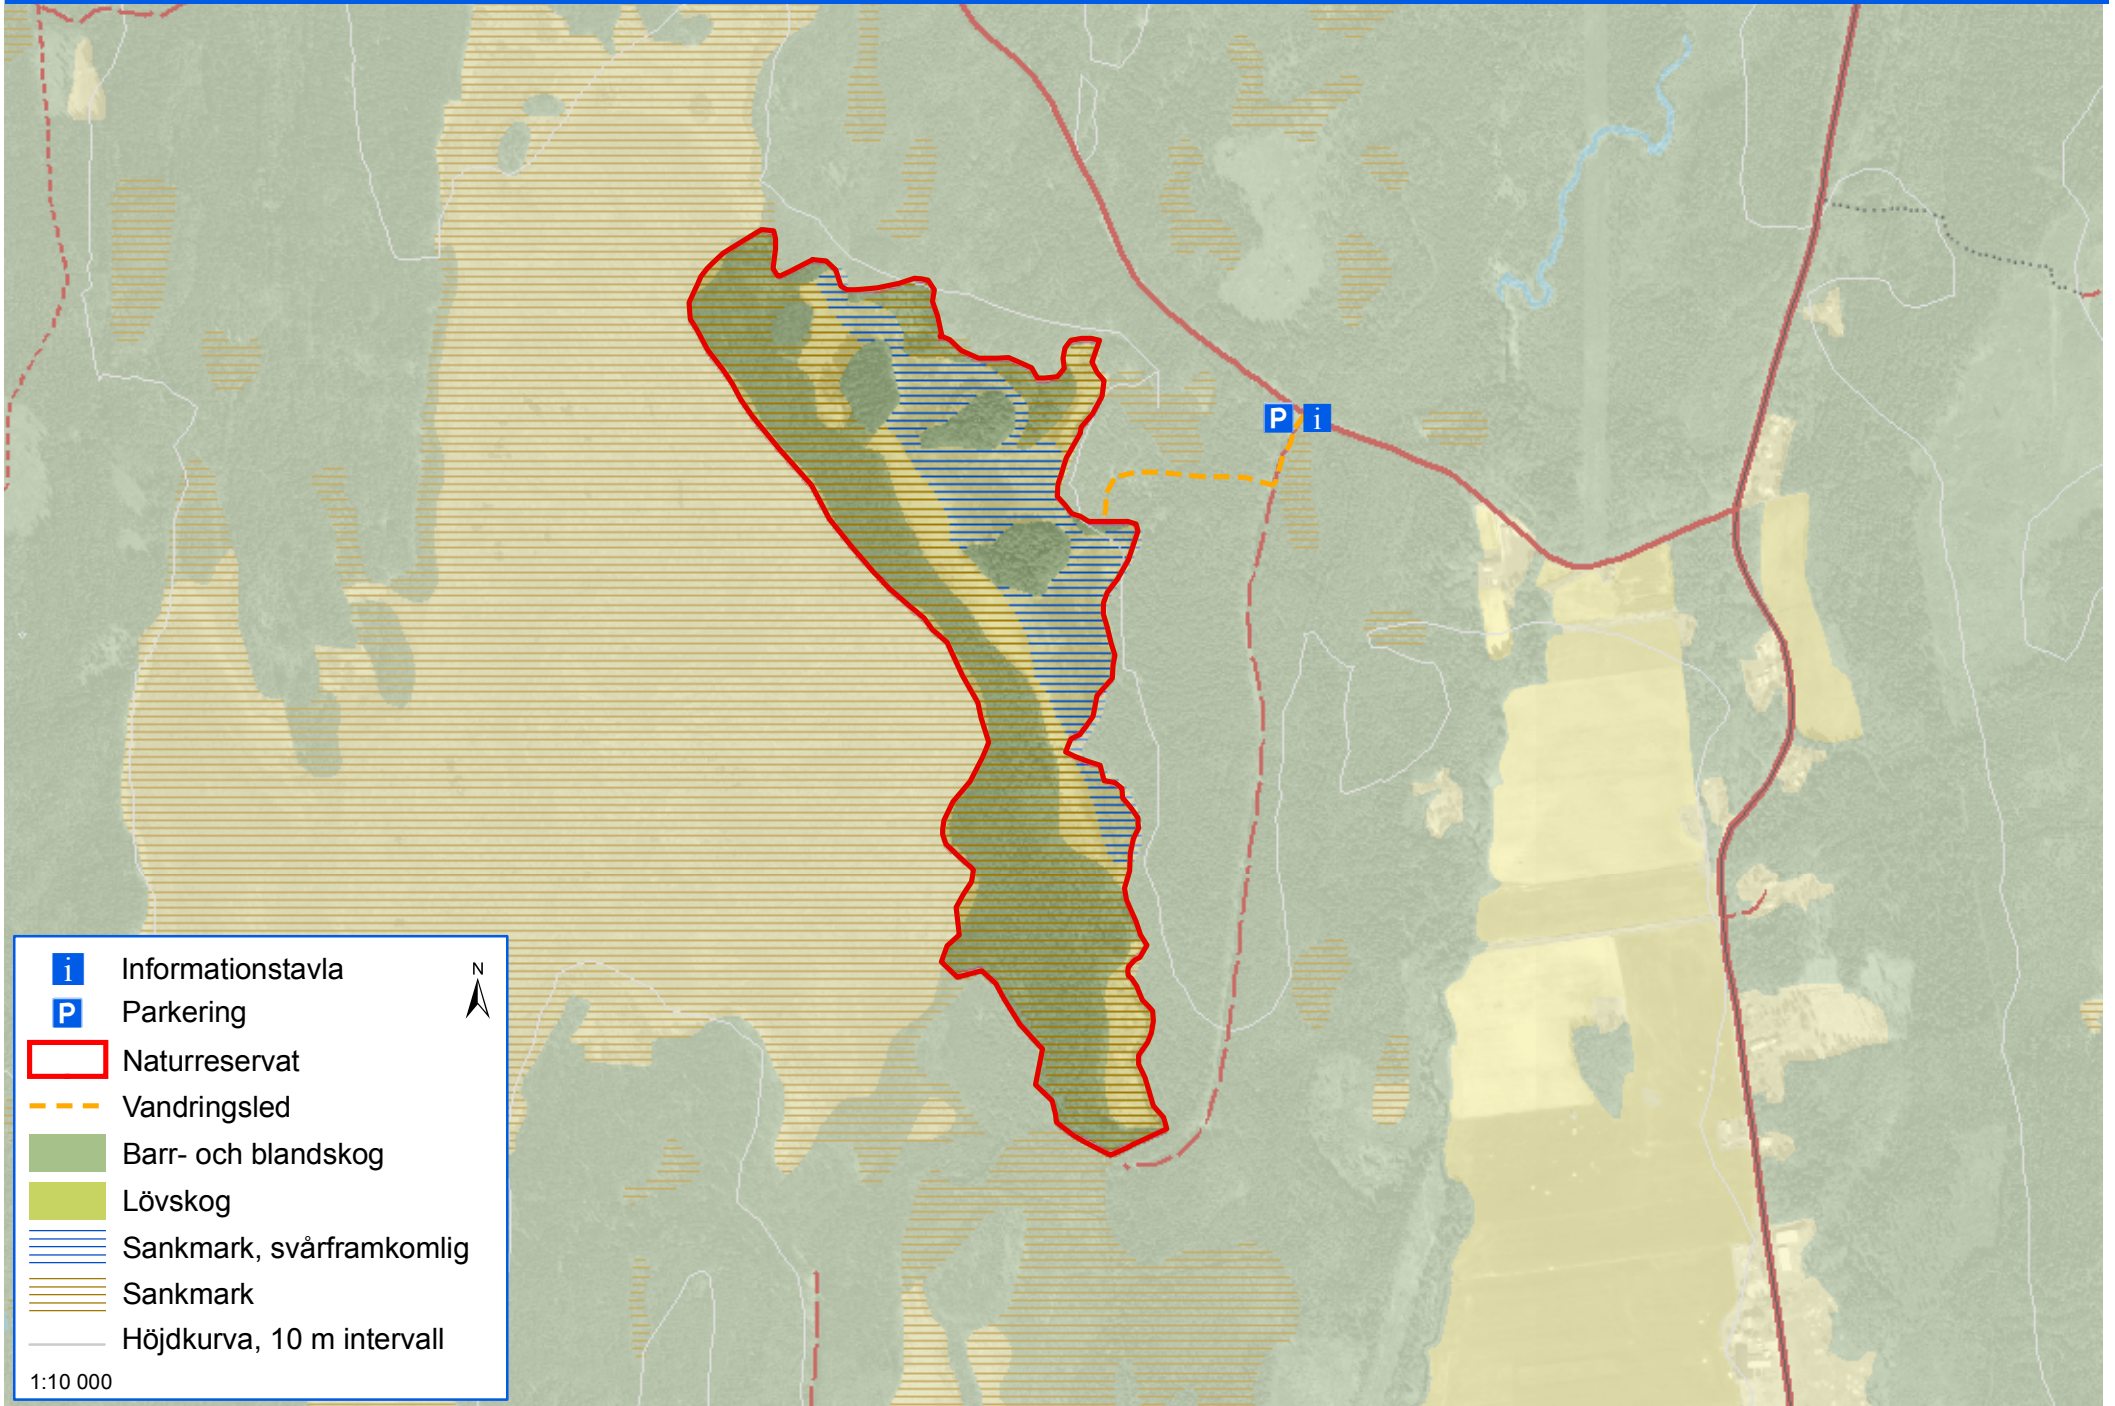 P i
i Informationstavla
N
P Parkering
Naturreservat
Vandringsled
Barr- och blandskog
Lövskog
Sankmark, svårframkomlig
Sankmark
Höjdkurva, 10 m intervall
1:10 000